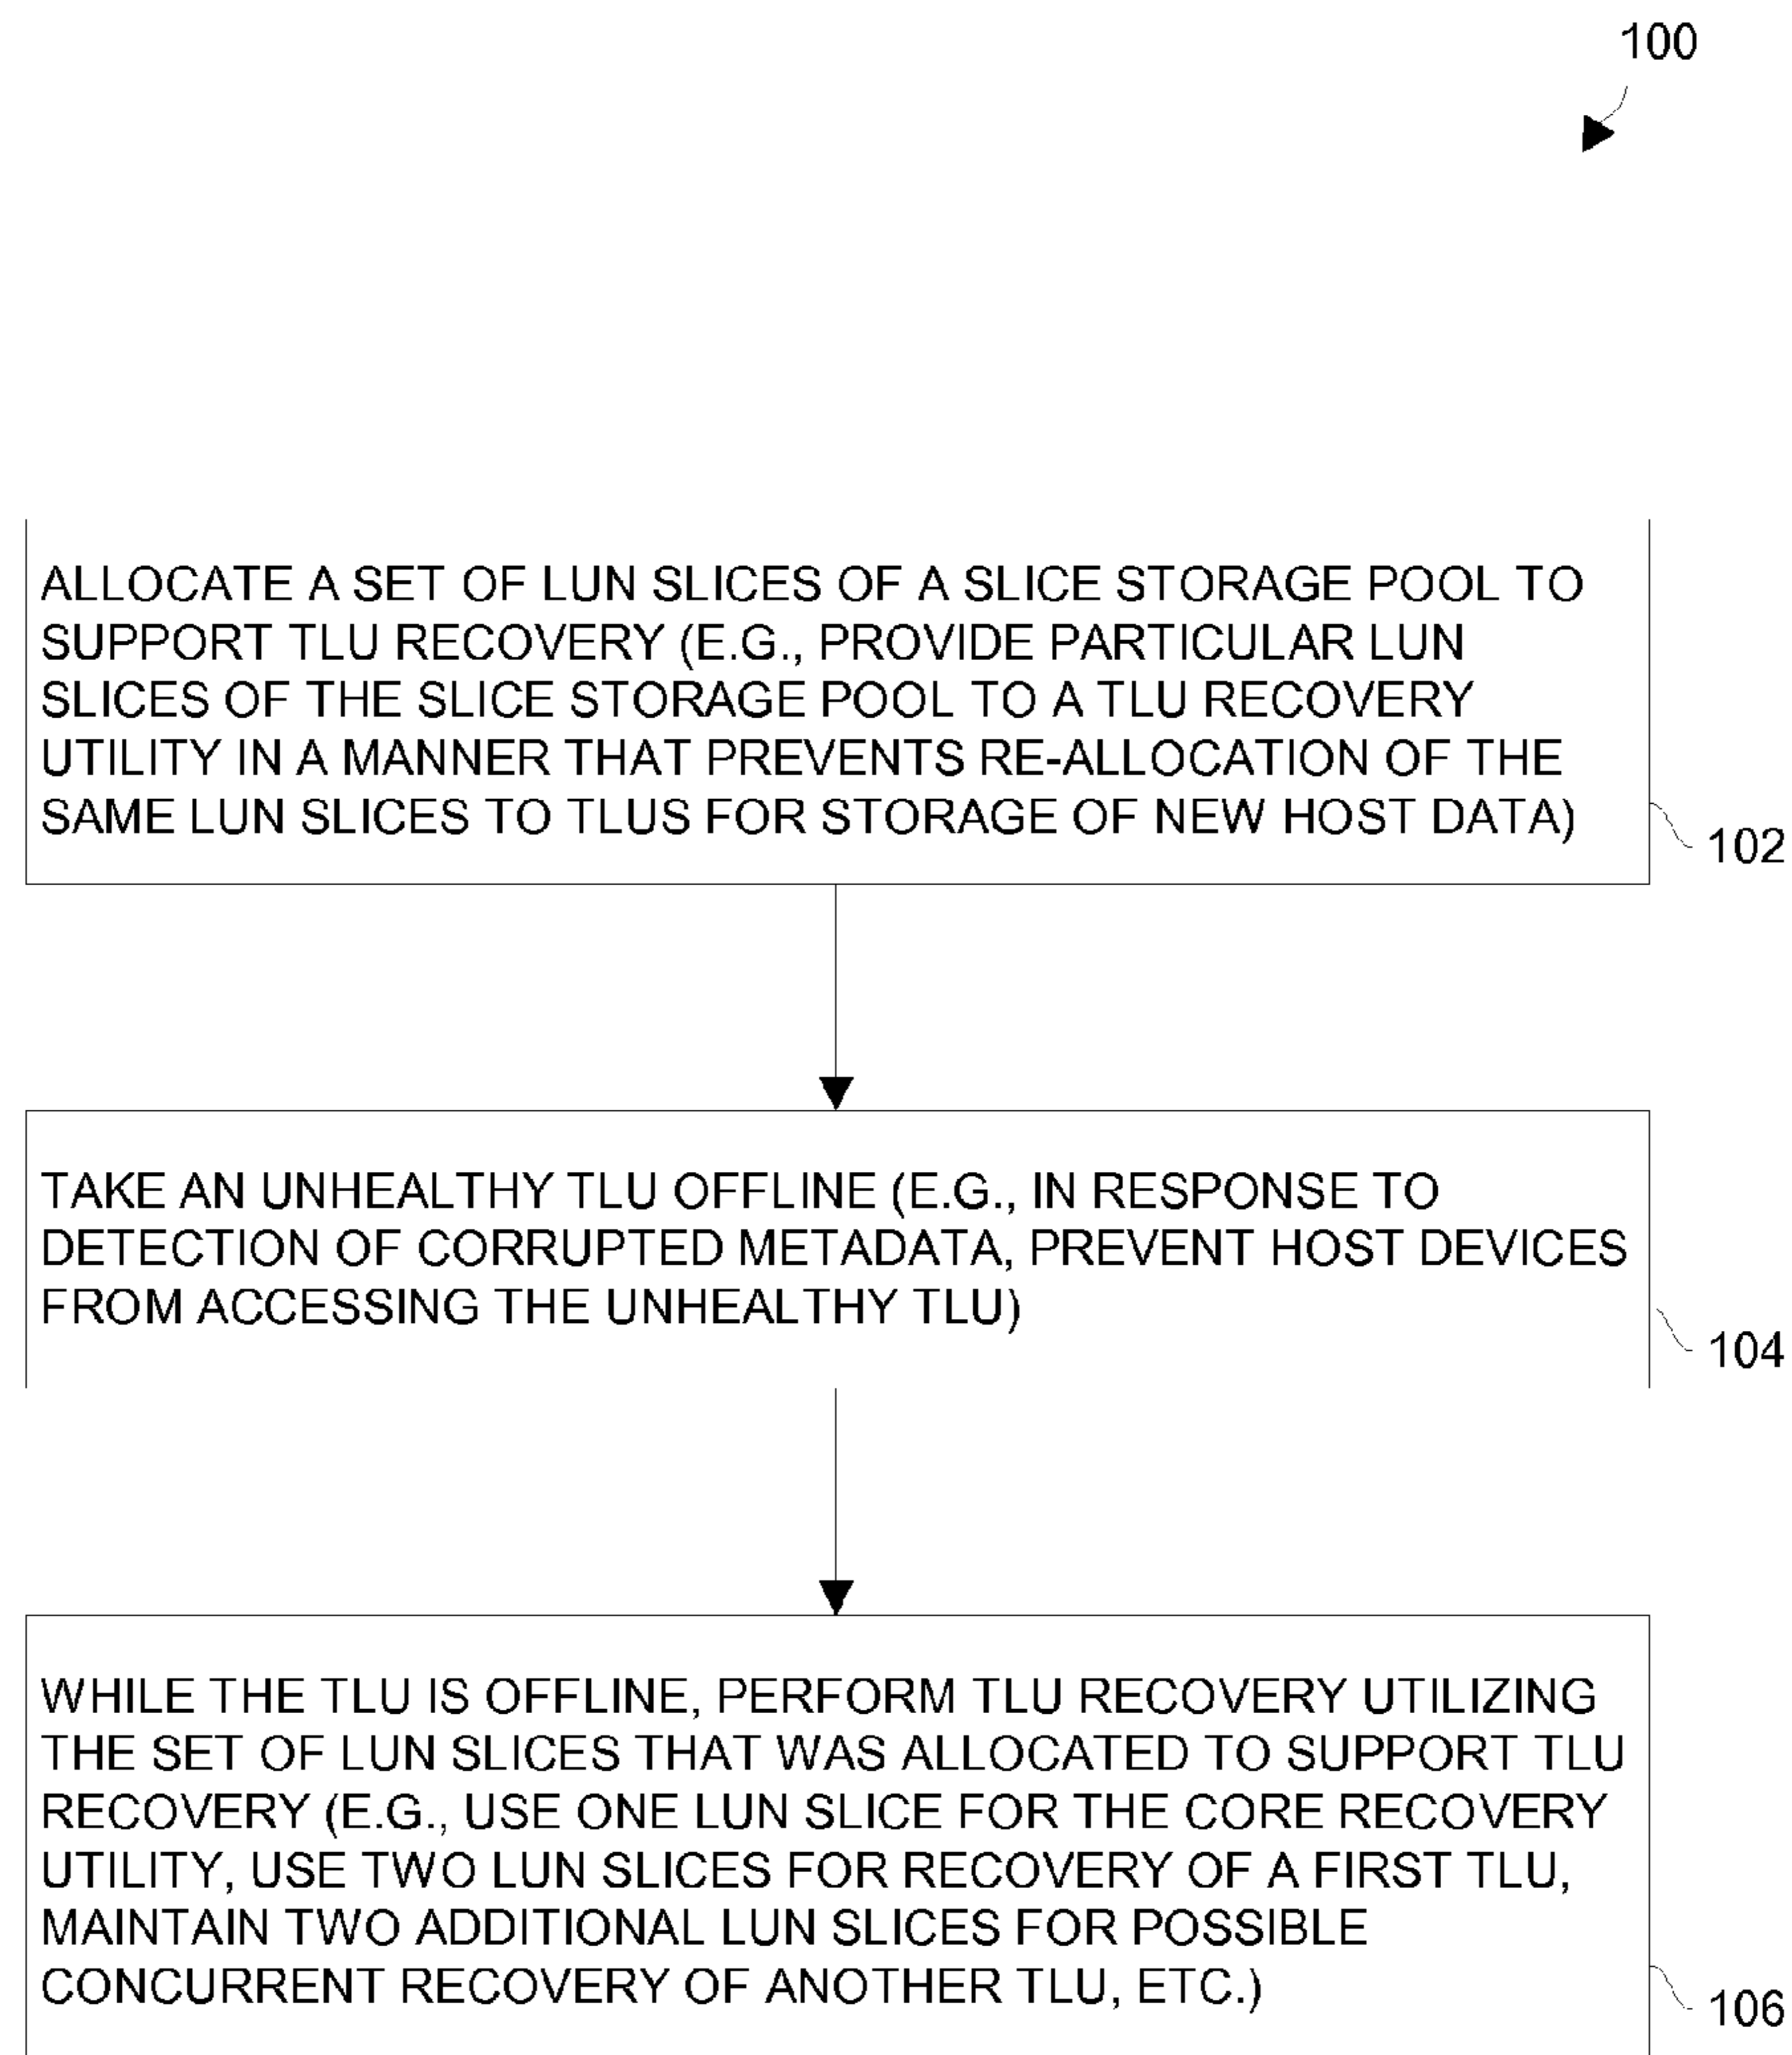 100
ALLOCATE A SET OF LUN SLICES OF A SLICE STORAGE POOL TO
SUPPORT TLU RECOVERY (E.G., PROVIDE PARTICULAR LUN
SLICES OF THE SLICE STORAGE POOL TO A TLU RECOVERY
UTILITY IN A MANNER THAT PREVENTS RE-ALLOCATION OF THE
SAME LUN SLICES TO TLUS FOR STORAGE OF NEW HOST DATA)
102
TAKE AN UNHEALTHY TLU OFFLINE (E.G., IN RESPONSE TO
DETECTION OF CORRUPTED METADATA, PREVENT HOST DEVICES
FROM ACCESSING THE UNHEALTHY TLU)
104
WHILE THE TLU IS OFFLINE, PERFORM TLU RECOVERY UTILIZING
THE SET OF LUN SLICES THAT WAS ALLOCATED TO SUPPORT TLU
RECOVERY (E.G., USE ONE LUN SLICE FOR THE CORE RECOVERY
UTILITY, USE TWO LUN SLICES FOR RECOVERY OF A FIRST TLU,
MAINTAIN TWO ADDITIONAL LUN SLICES FOR POSSIBLE
CONCURRENT RECOVERY OF ANOTHER TLU, ETC.)
106